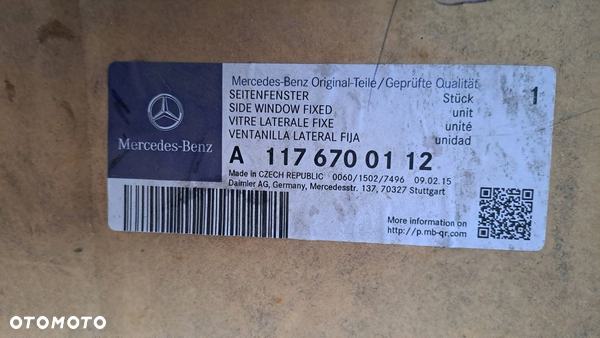 Mercedes-Benz
Mercedes-Benz Original-Teile/Geprüfte Qualität
SEITENFENSTER Stück 1
SIDE WINDOW FIXED unit
VITRE LATERALE FIXE unité
VENTANILLA LATERAL FIJA unidad
A 117 670 01 12
Made in CZECH REPUBLIC 0060/1502/7496 09.02.15
Daimler AG, Germany, Mercedesstr. 137, 70327 Stuttgart
More information on
http://p.mb-qr.com
OTOMOTO